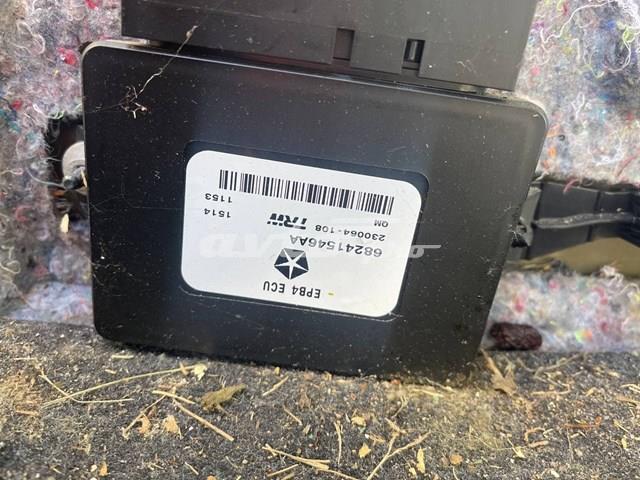 EPB4 ECU
68241546AA
230064-108 QM
TRW
1514
1153